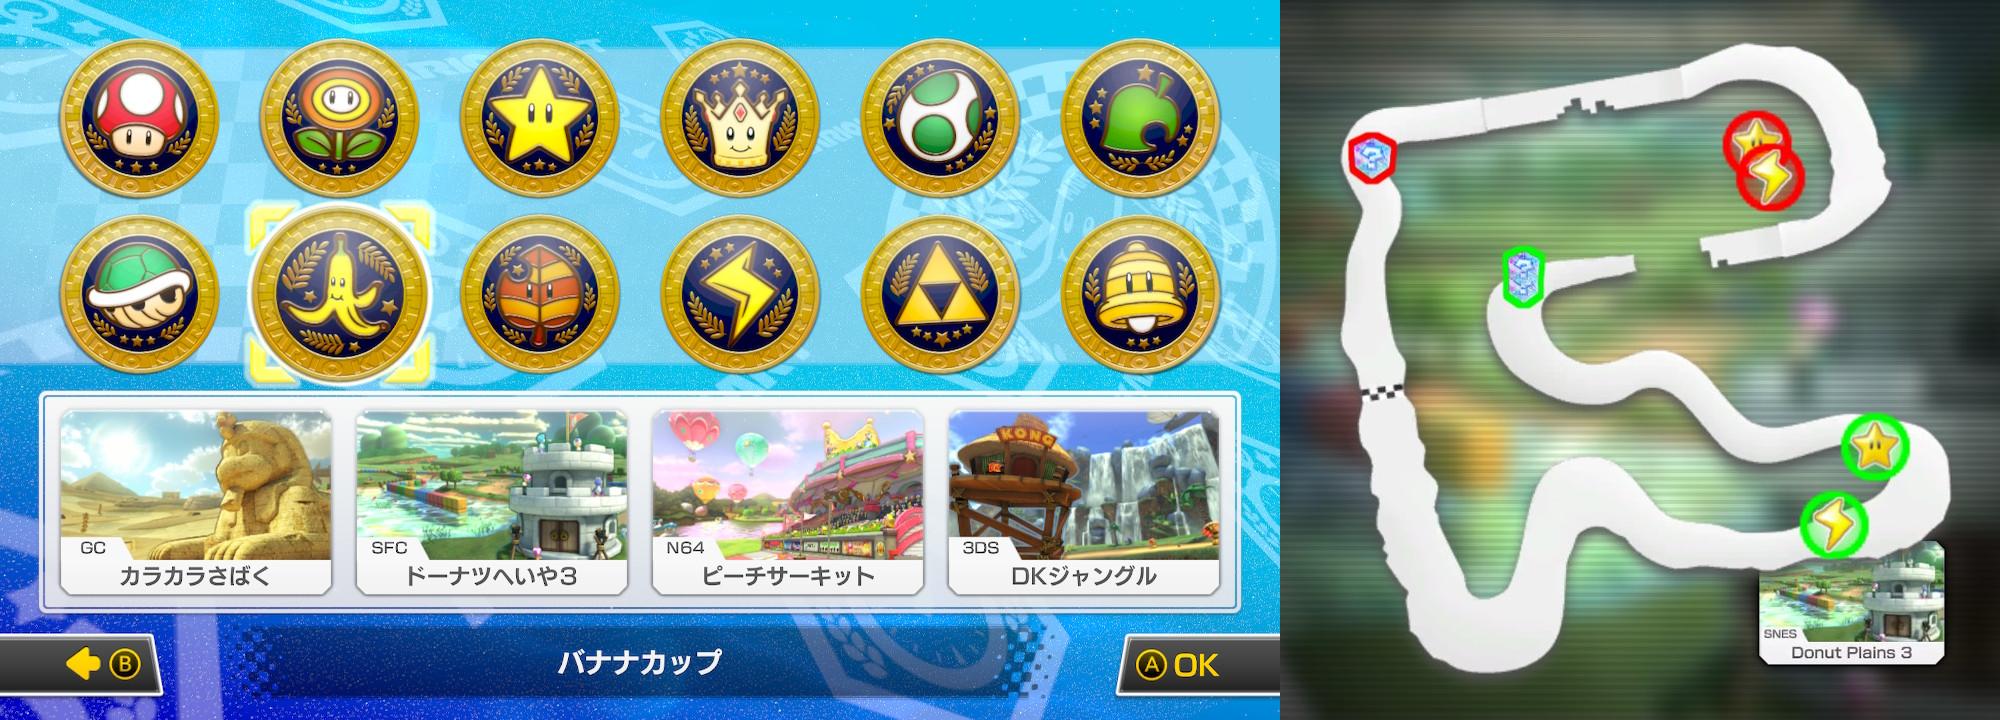 GC
カラカラさばく
SFC
ドーナツへいや3
N64
ピーチサーキット
KONG
3DS
DKジャングル
B
バナナカップ
A OK
SNES
Donut Plains 3